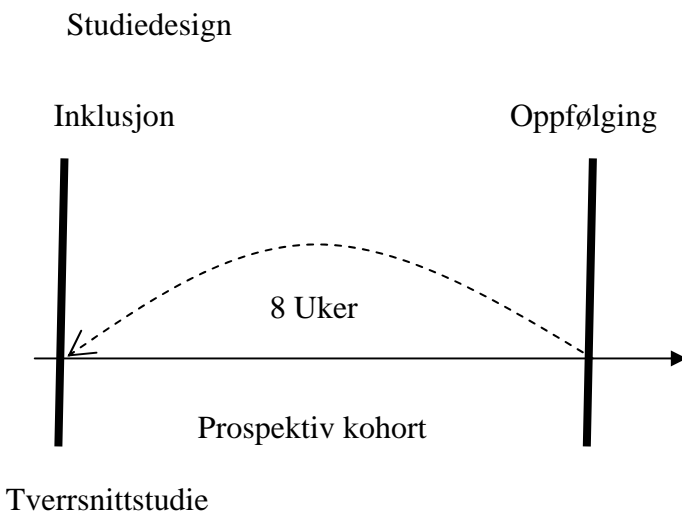 Studiedesign
Inklusjon
Oppfølging
8 Uker
Prospektiv kohort
Tverrsnittstudie